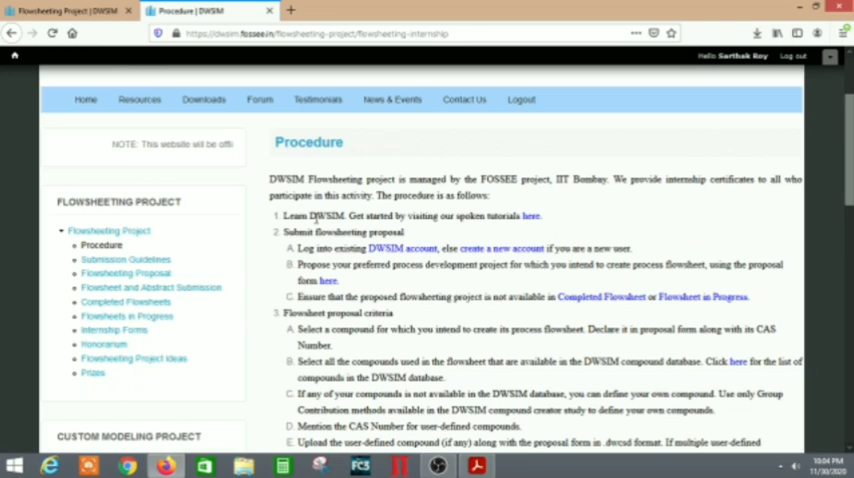 Flowsheeting Project | DWSIM
Procedure | DWSIM
https://dwsim.fossee.in/flowsheeting-project/flowsheeting-internship
Hello Sarthak Roy Log out
Home Resources Downloads Forum Testimonials News & Events Contact Us Logout
NOTE: This website will be offi
FLOWSHEETING PROJECT
Flowsheeting Project
Procedure
Submission Guidelines
Flowsheeting Proposal
Flowsheet and Abstract Submission
Completed Flowsheets
Flowsheets in Progress
Internship Forms
Honorarium
Flowsheeting Project Ideas
Prizes
CUSTOM MODELING PROJECT
Procedure
DWSIM Flowsheeting project is managed by the FOSSEE project, IIT Bombay. We provide internship certificates to all who
participate in this activity. The procedure is as follows:
1. Learn DWSIM. Get started by visiting our spoken tutorials here.
2. Submit flowsheeting proposal
A. Log into existing DWSIM account, else create a new account if you are a new user.
B. Propose your preferred process development project for which you intend to create process flowsheet, using the proposal
form here.
C. Ensure that the proposed flowsheeting project is not available in Completed Flowsheet or Flowsheet in Progress.
3. Flowsheet proposal criteria
A. Select a compound for which you intend to create its process flowsheet. Declare it in proposal form along with its CAS
Number.
B. Select all the compounds used in the flowsheet that are available in the DWSIM compound database. Click here for the list of
compounds in the DWSIM database.
C. If any of your compounds is not available in the DWSIM database, you can define your own compound. Use only Group
Contribution methods available in the DWSIM compound creator study to define your own compounds.
D. Mention the CAS Number for user-defined compounds.
E. Upload the user-defined compound (if any) along with the proposal form in .dwcsd format. If multiple user-defined
10:04 PM
11/30/2020